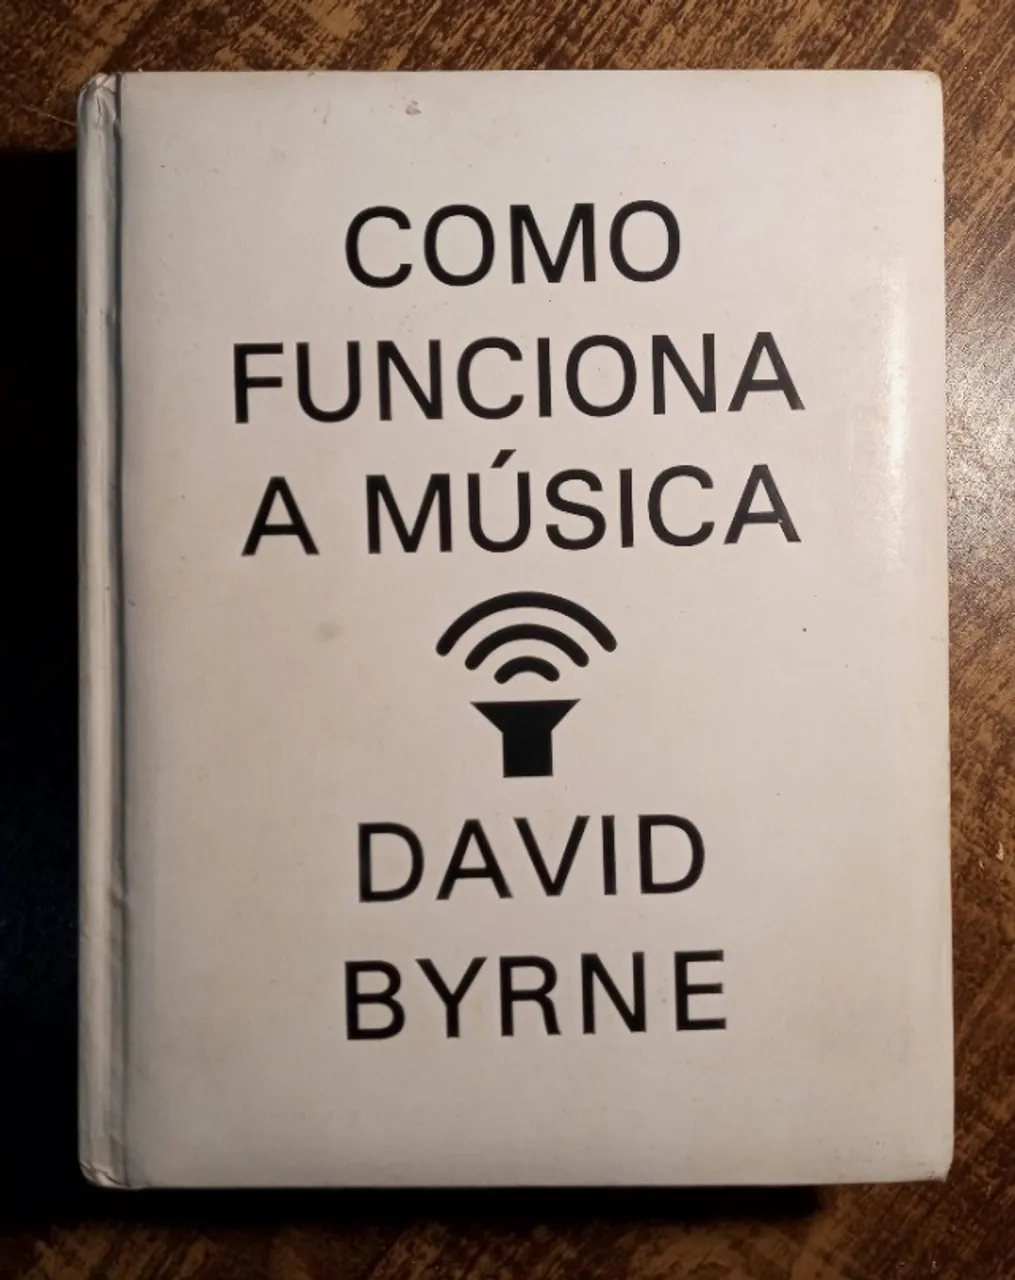 COMO
FUNCIONA
A MÚSICA
DAVID
BYRNE